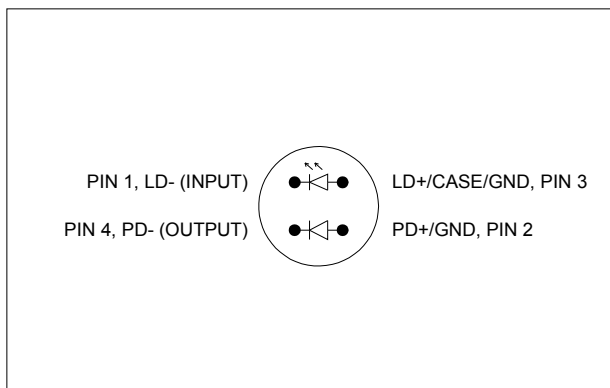 PIN 1, LD- (INPUT) LD+/CASE/GND, PIN 3
PIN 4, PD- (OUTPUT) PD+/GND, PIN 2